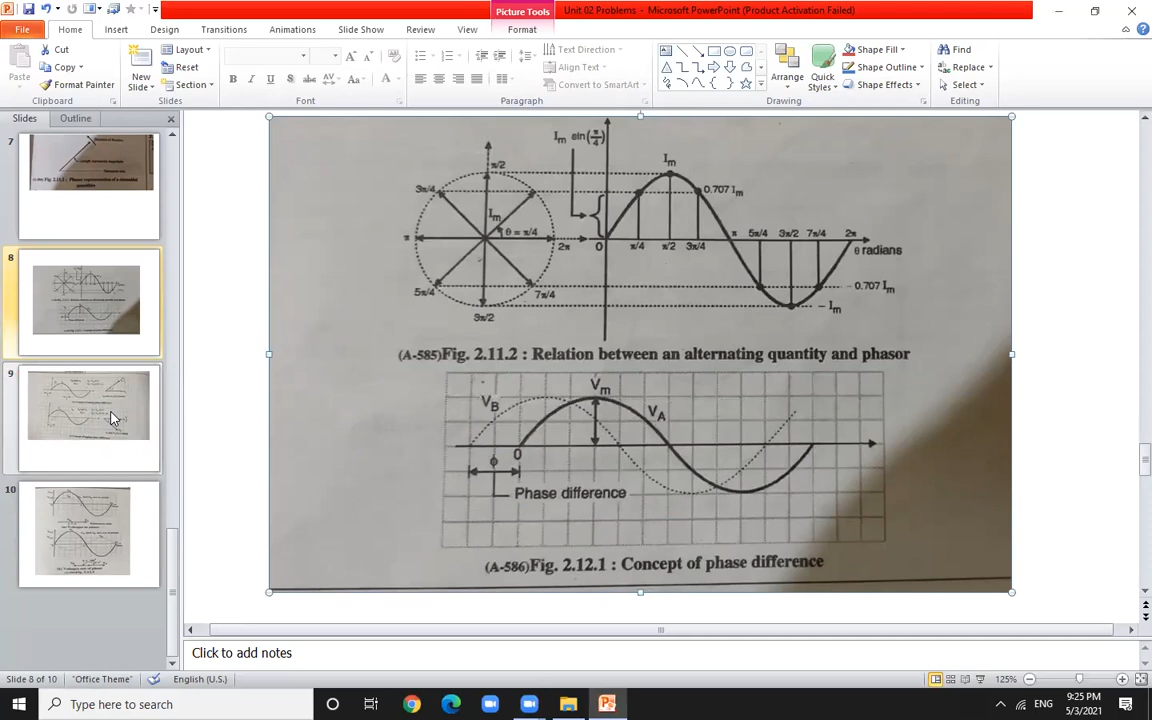 Picture Tools
Unit 02 Problems - Microsoft PowerPoint (Product Activation Failed)
File Home Insert Design Transitions Animations Slide Show Review View Format
Paste
Cut
Copy
Format Painter
Clipboard
New
Slide
Layout
Reset
Section
Slides
B I U S abc AV Aa A
Font
Text Direction
Align Text
Convert to SmartArt
Paragraph
Arrange
Quick
Styles
Shape Fill
Shape Outline
Shape Effects
Drawing
Find
Replace
Select
Editing
Slides Outline
7
8
9
10
π/2
3π/4
Im
θ = π/4
π
2π
5π/4
7π/4
3π/2
Im sin(π/4)
Im
0.707 Im
0 π/4 π/2 3π/4 π 5π/4 3π/2 7π/4 2π
θ radians
- 0.707 Im
- Im
(A-585)Fig. 2.11.2 : Relation between an alternating quantity and phasor
VB
Vm
VA
0
ϕ
Phase difference
(A-586)Fig. 2.12.1 : Concept of phase difference
Click to add notes
Slide 8 of 10 "Office Theme" English (U.S.) 125%
Type here to search
ENG
9:25 PM
5/3/2021